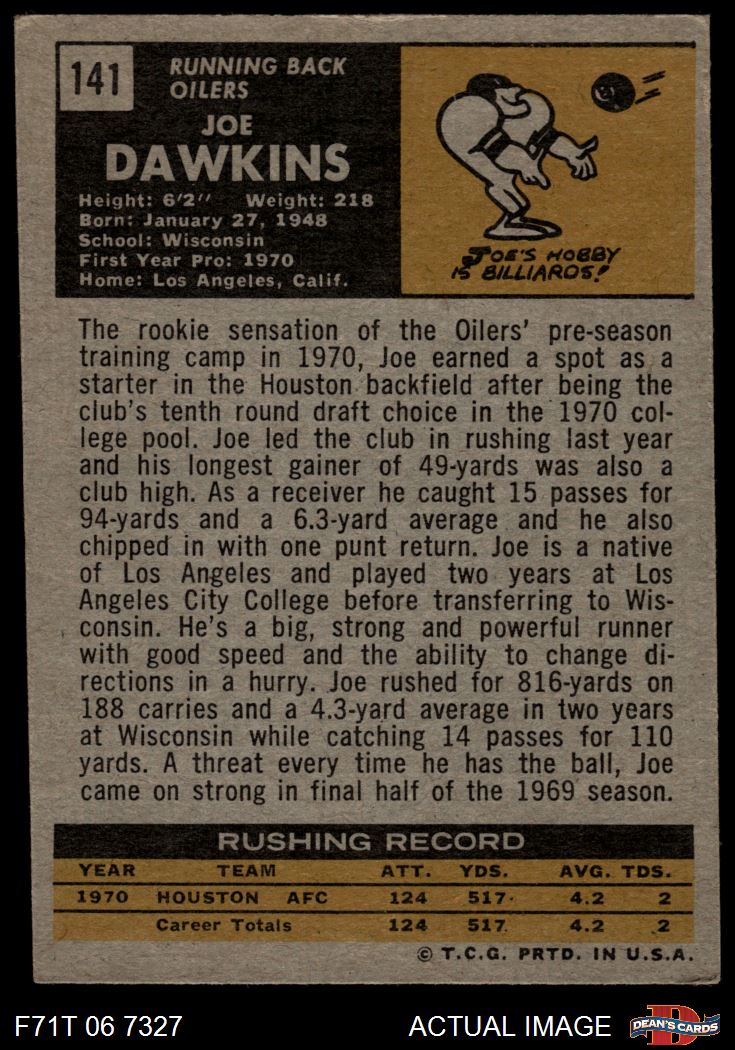 141
RUNNING BACK
OILERS
JOE
DAWKINS
Height: 6'2'' Weight: 218
Born: January 27, 1948
School: Wisconsin
First Year Pro: 1970
Home: Los Angeles, Calif.
JOE'S HOBBY
IS BILLIARDS!
The rookie sensation of the Oilers' pre-season
training camp in 1970, Joe earned a spot as a
starter in the Houston backfield after being the
club's tenth round draft choice in the 1970 col-
lege pool. Joe led the club in rushing last year
and his longest gainer of 49-yards was also a
club high. As a receiver he caught 15 passes for
94-yards and a 6.3-yard average and he also
chipped in with one punt return. Joe is a native
of Los Angeles and played two years at Los
Angeles City College before transferring to Wis-
consin. He's a big, strong and powerful runner
with good speed and the ability to change di-
rections in a hurry. Joe rushed for 816-yards on
188 carries and a 4.3-yard average in two years
at Wisconsin while catching 14 passes for 110
yards. A threat every time he has the ball, Joe
came on strong in final half of the 1969 season.
RUSHING RECORD
YEAR TEAM ATT. YDS. AVG. TDS.
1970 HOUSTON AFC 124 517 4.2 2
Career Totals 124 517 4.2 2
© T.C.G. PRTD. IN U.S.A.
F71T 06 7327 ACTUAL IMAGE D DEAN'S CARDS